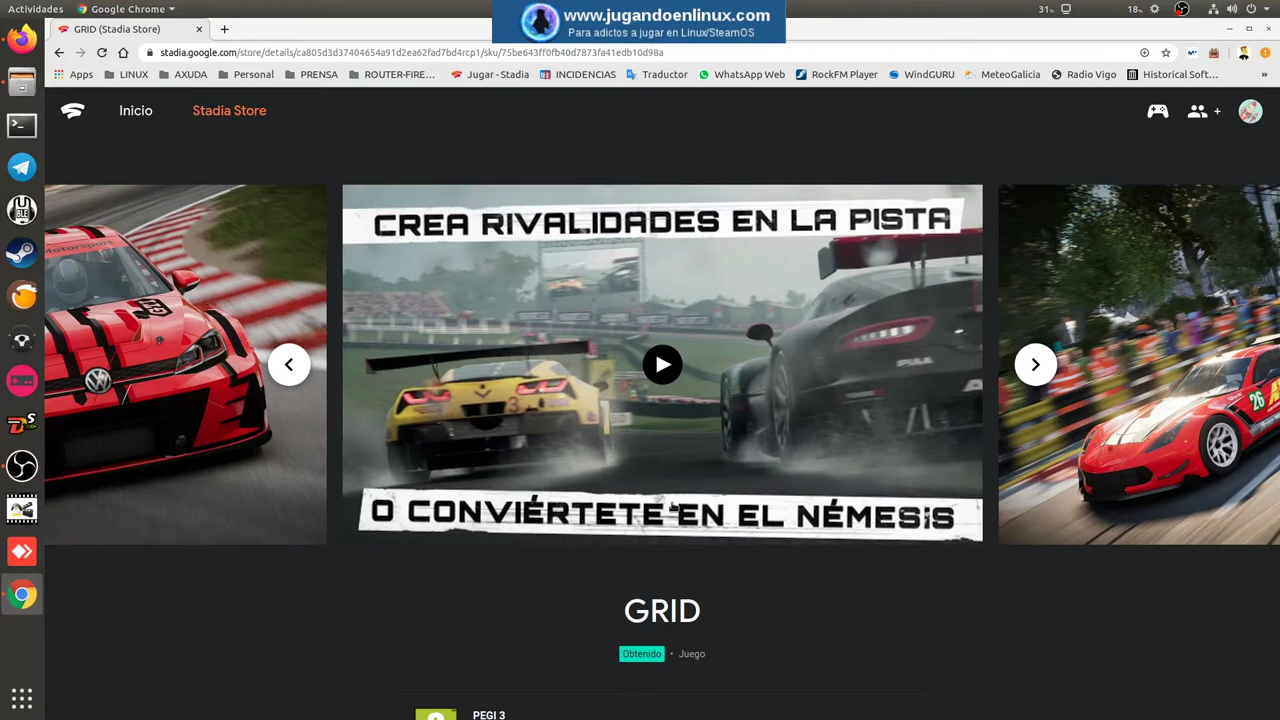 Actividades
Google Chrome
31%
18%
www.jugandoenlinux.com
Para adictos a jugar en Linux/SteamOS
GRID (Stadia Store)
stadia.google.com/store/details/ca805d3d37404654a91d2ea62fad7bd4rcp1/sku/75be643ff0fb40d7873fa41edb10d98a
Apps
LINUX
AXUDA
Personal
PRENSA
ROUTER-FIRE...
Jugar - Stadia
INCIDENCIAS
Traductor
WhatsApp Web
RockFM Player
WindGURU
MeteoGalicia
Radio Vigo
Historical Soft...
Inicio
Stadia Store
CREA RIVALIDADES EN LA PISTA
O CONVIÉRTETE EN EL NÉMESIS
26
GRID
Obtenido • Juego
PEGI 3